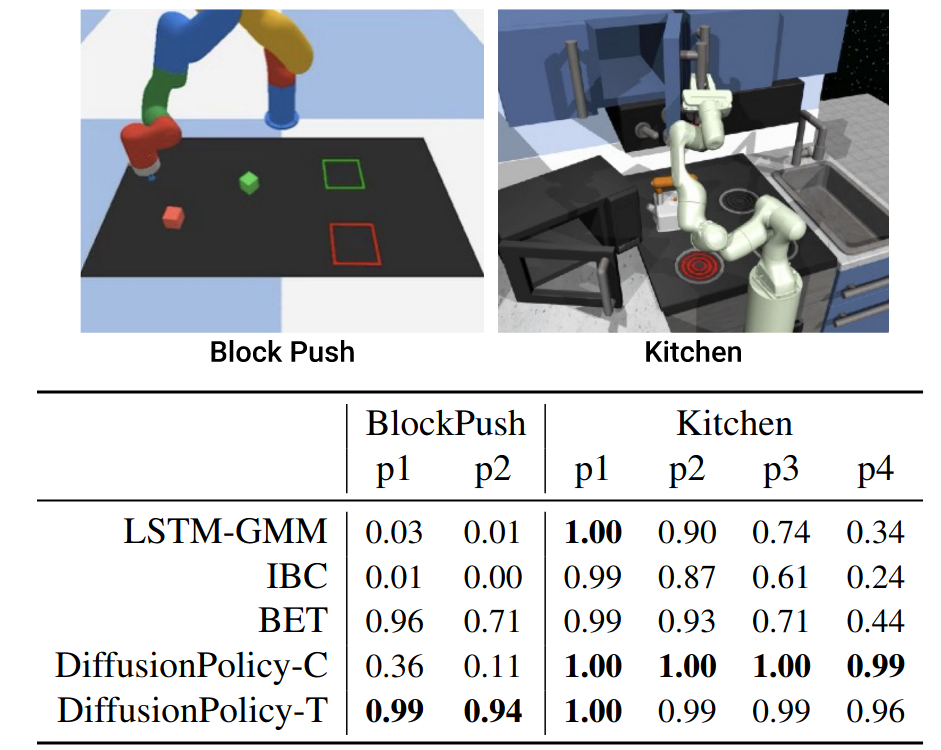 Block Push
Kitchen
BlockPush Kitchen
p1 p2 p1 p2 p3 p4
LSTM-GMM 0.03 0.01 1.00 0.90 0.74 0.34
IBC 0.01 0.00 0.99 0.87 0.61 0.24
BET 0.96 0.71 0.99 0.93 0.71 0.44
DiffusionPolicy-C 0.36 0.11 1.00 1.00 1.00 0.99
DiffusionPolicy-T 0.99 0.94 1.00 0.99 0.99 0.96